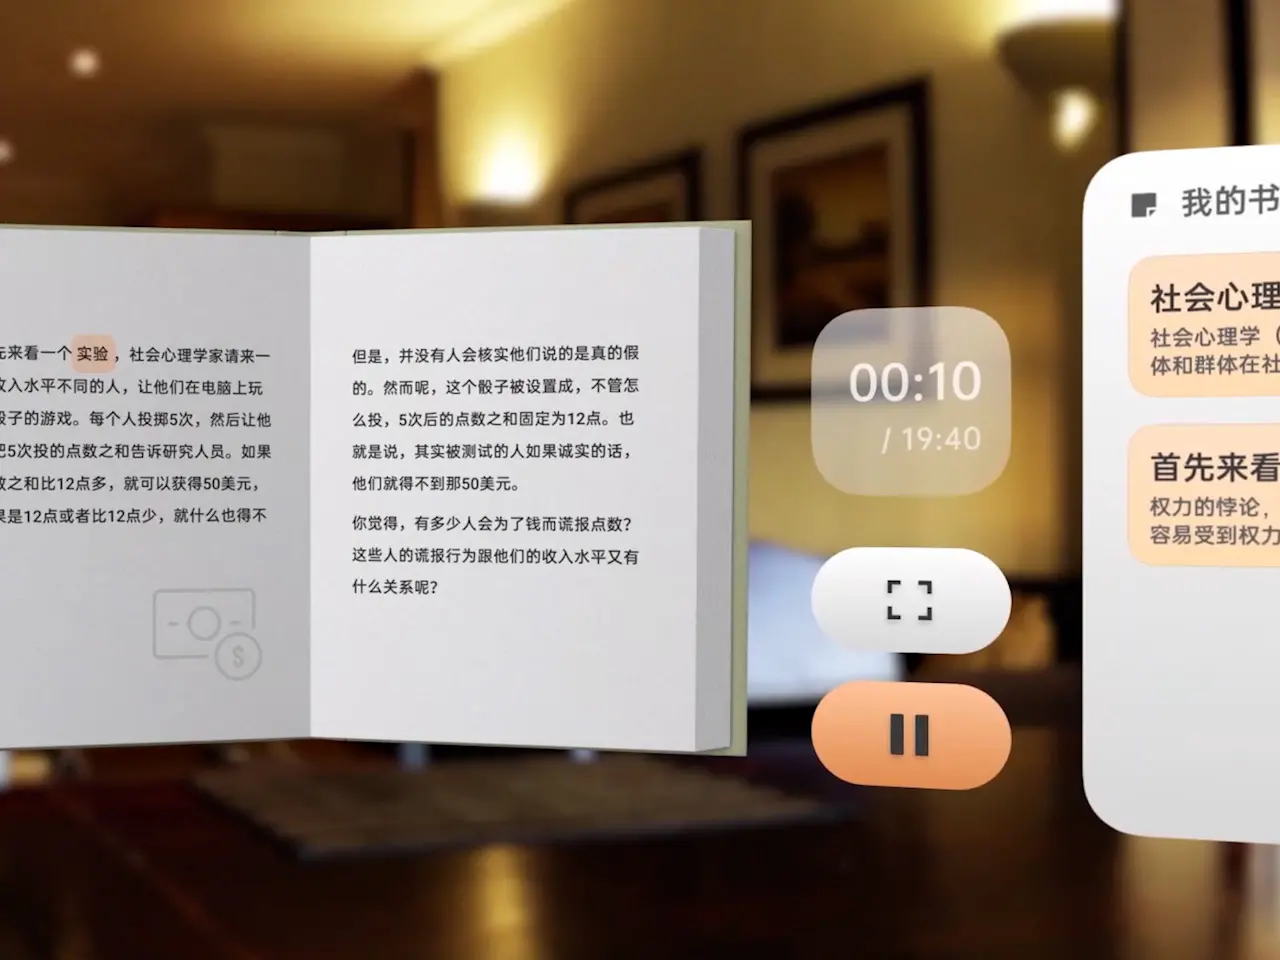 先来看一个实验，社会心理学家请来一
收入水平不同的人，让他们在电脑上玩
骰子的游戏。每个人投掷5次，然后让他
把5次投的点数之和告诉研究人员。如果
数之和比12点多，就可以获得50美元，
果是12点或者比12点少，就什么也得不
$
但是，并没有人会核实他们说的是真的假
的。然而呢，这个骰子被设置成，不管怎
么投，5次后的点数之和固定为12点。也
就是说，其实被测试的人如果诚实的话，
他们就得不到那50美元。
你觉得，有多少人会为了钱而谎报点数？
这些人的谎报行为跟他们的收入水平又有
什么关系呢？
00:10
/ 19:40
我的书
社会心理
社会心理学（
体和群体在社
首先来看
权力的悖论，
容易受到权力